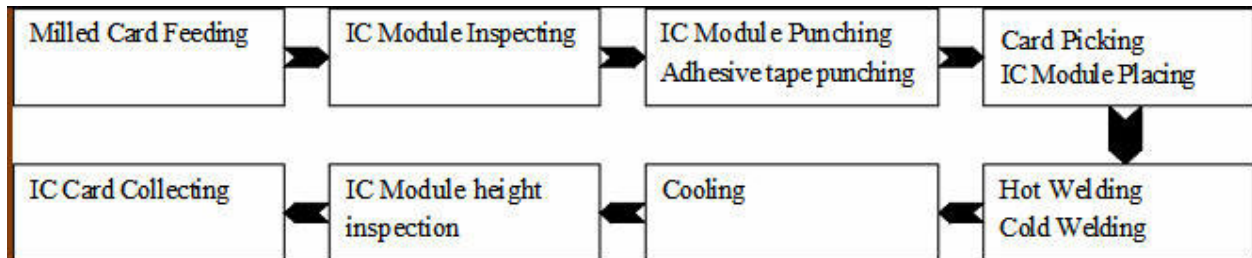 Milled Card Feeding
IC Module Inspecting
IC Module Punching
Adhesive tape punching
Card Picking
IC Module Placing
Hot Welding
Cold Welding
Cooling
IC Module height
inspection
IC Card Collecting